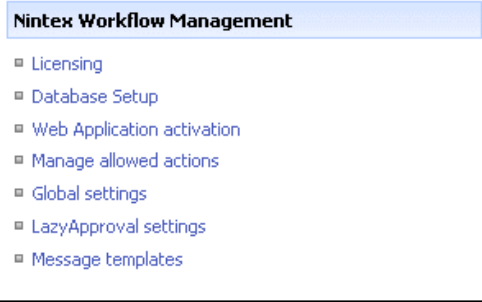 Nintex Workflow Management
Licensing
Database Setup
Web Application activation
Manage allowed actions
Global settings
LazyApproval settings
Message templates